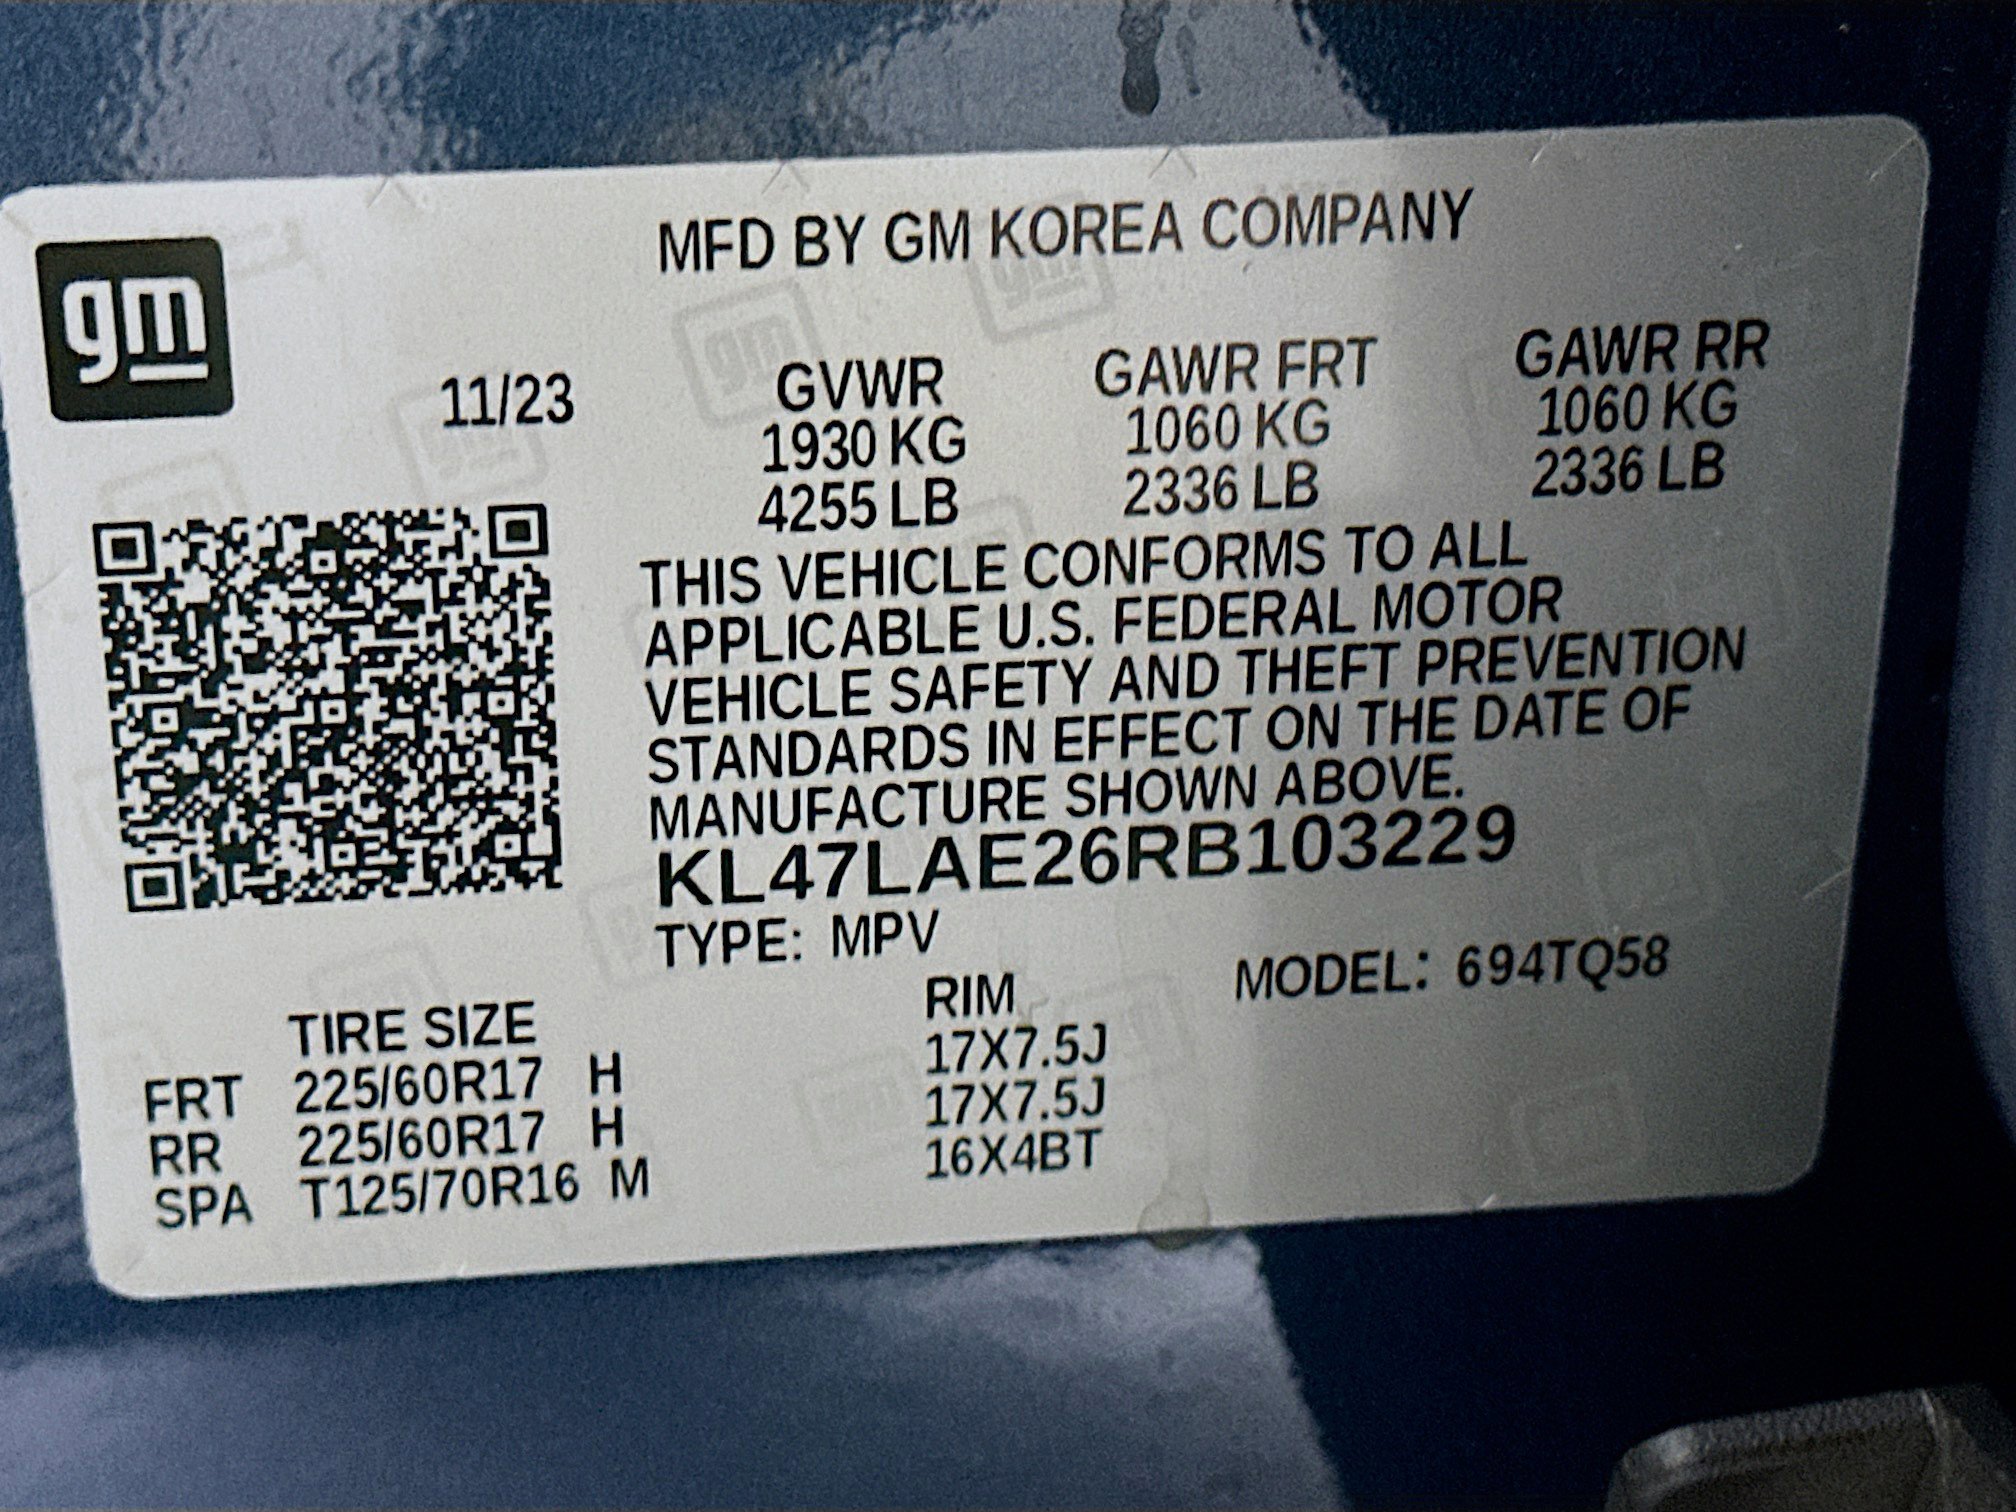 gm
MFD BY GM KOREA COMPANY
11/23 GVWR GAWR FRT GAWR RR
1930 KG 1060 KG 1060 KG
4255 LB 2336 LB 2336 LB
THIS VEHICLE CONFORMS TO ALL
APPLICABLE U.S. FEDERAL MOTOR
VEHICLE SAFETY AND THEFT PREVENTION
STANDARDS IN EFFECT ON THE DATE OF
MANUFACTURE SHOWN ABOVE.
KL47LAE26RB103229
TYPE: MPV
MODEL: 694TQ58
TIRE SIZE RIM
FRT 225/60R17 H 17X7.5J
RR 225/60R17 H 17X7.5J
SPA T125/70R16 M 16X4BT